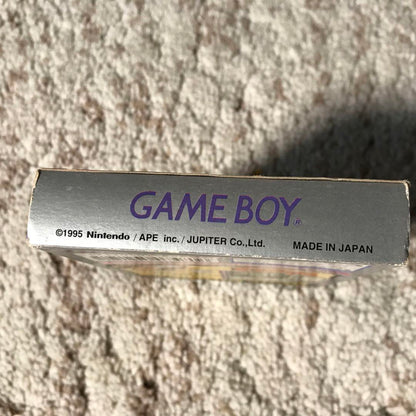 GAME BOY®
©1995 Nintendo / APE inc. / JUPITER Co.,Ltd.
MADE IN JAPAN